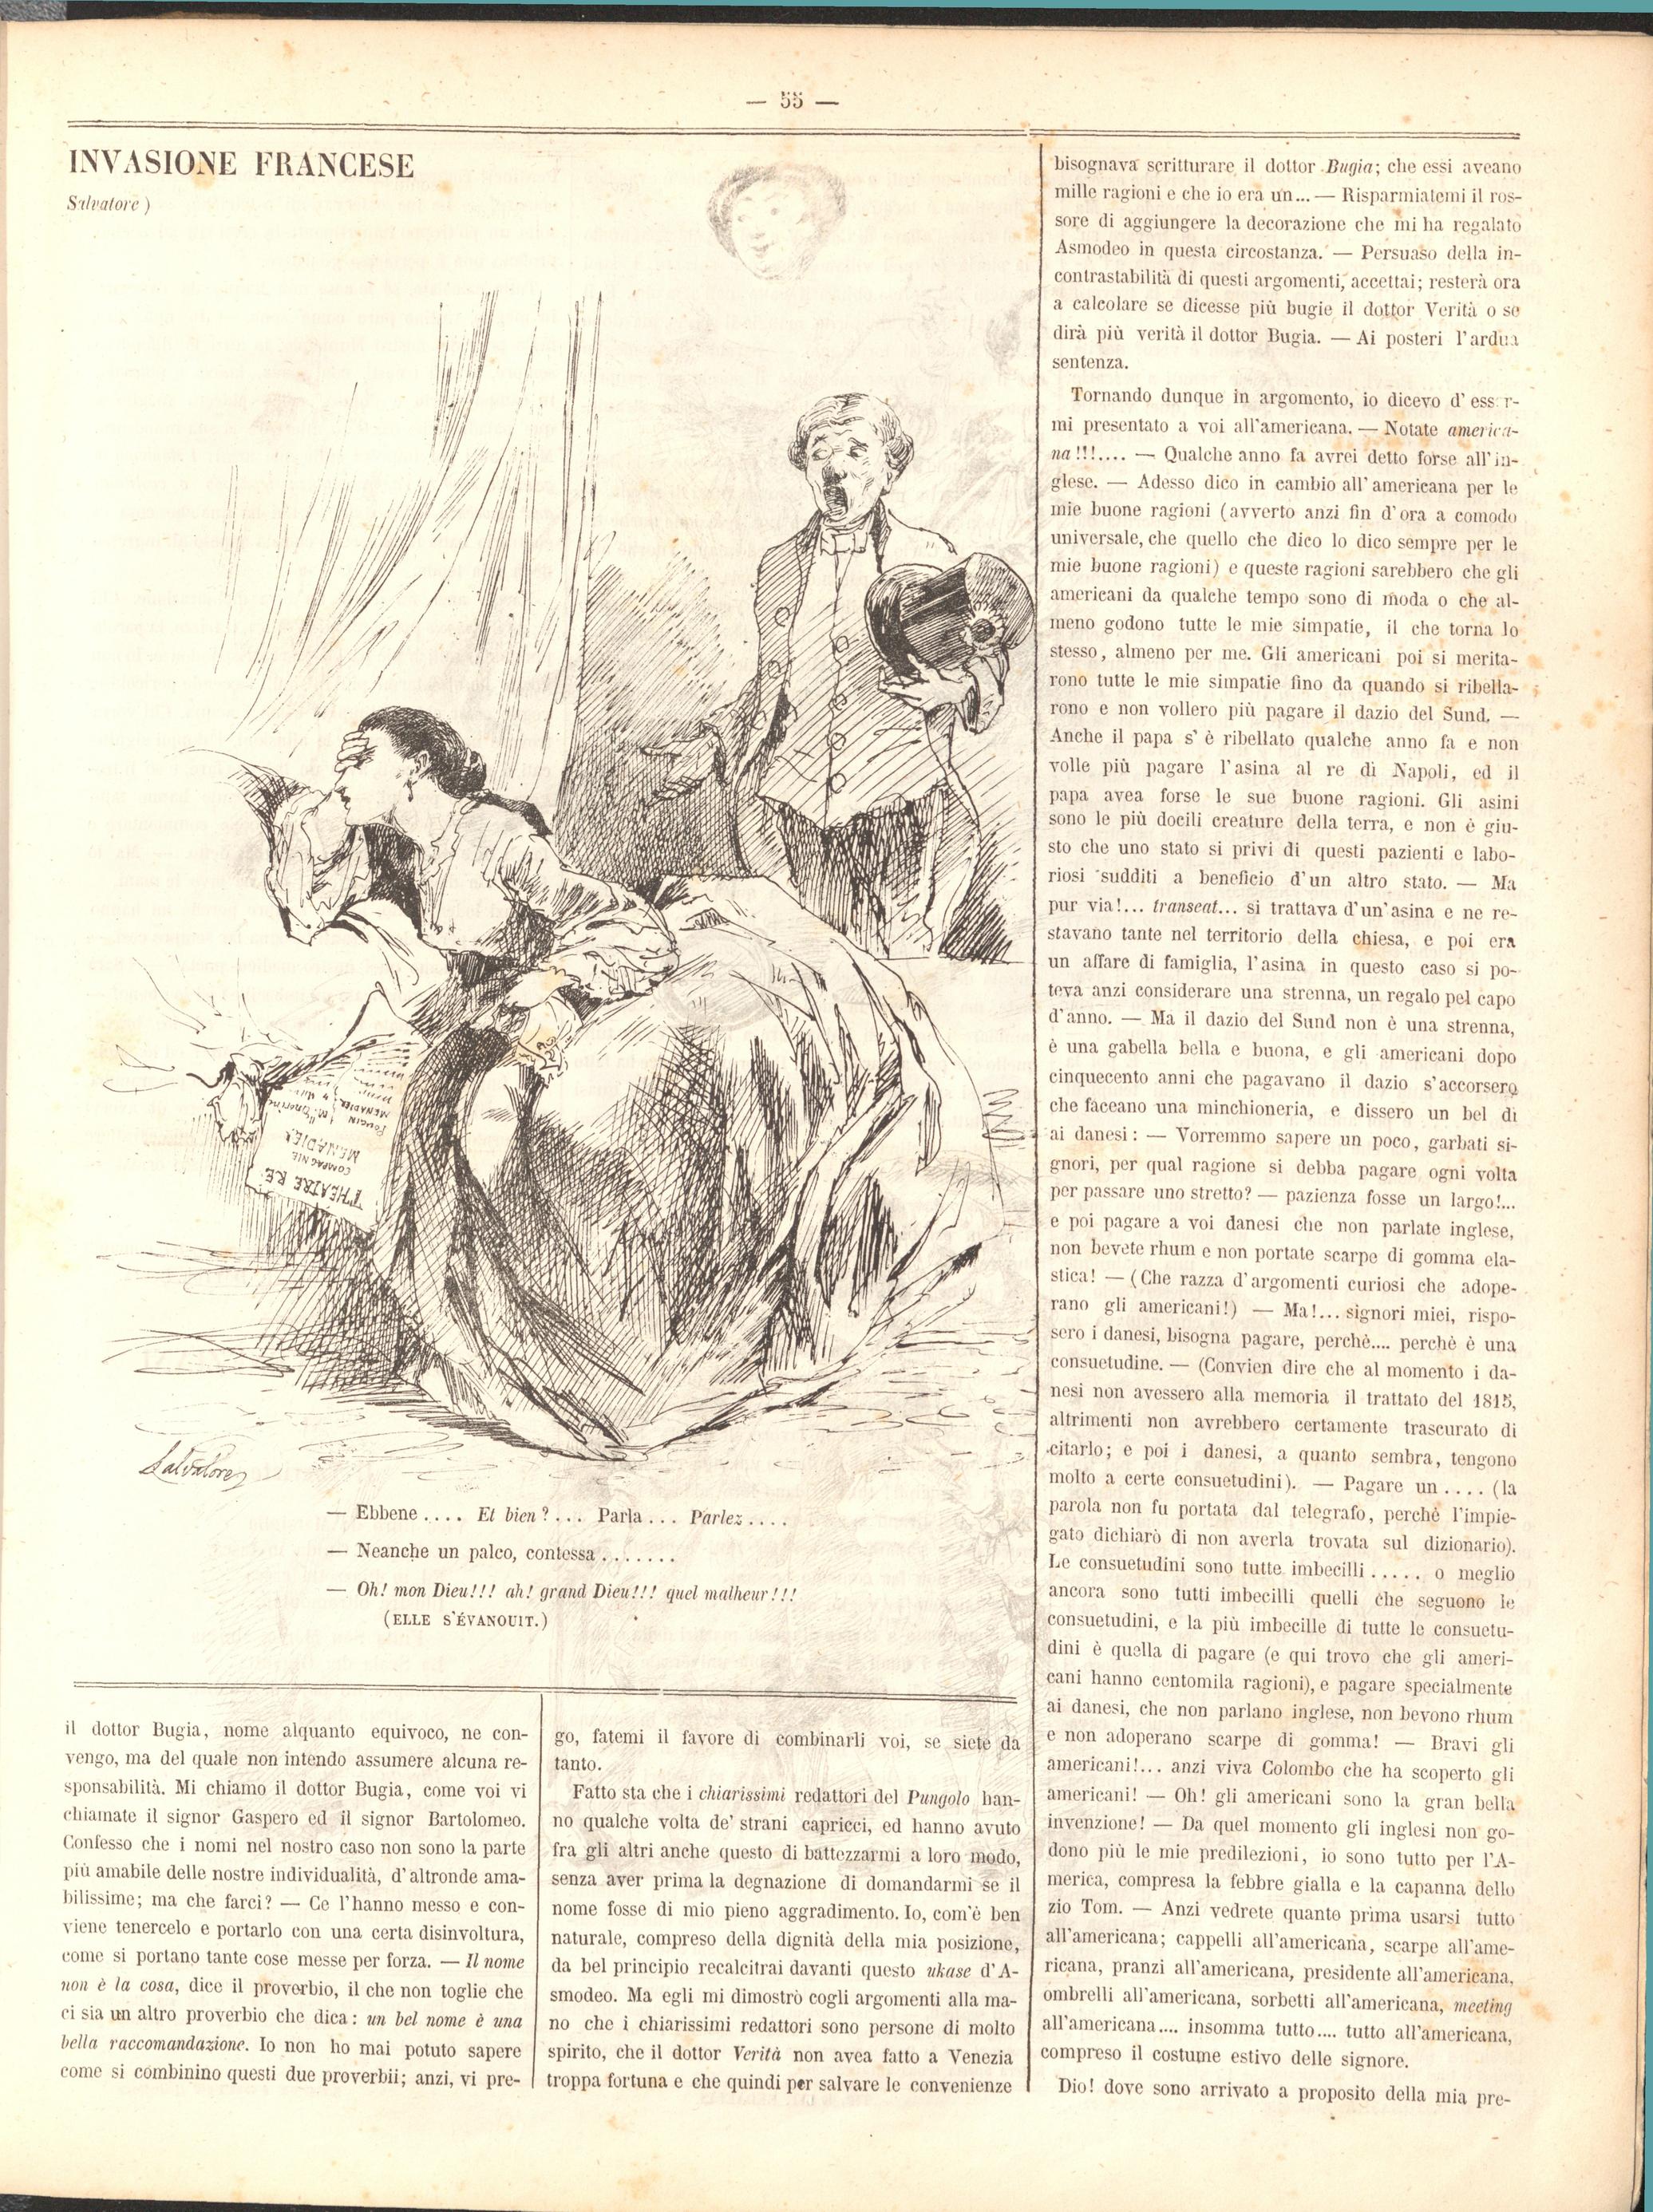 — 55 —
INVASIONE FRANCESE
Salvatore )
THEATRE RE
COMPAGNIE
MENADIER
POUGIN
MENADIER
Salvatore
— Ebbene .... Et bien ? ... Parla ... Parlez ....
— Neanche un palco, contessa .......
— Oh! mon Dieu!!! ah! grand Dieu!!! quel malheur!!!
(ELLE S'ÉVANOUIT.)
il dottor Bugia, nome alquanto equivoco, ne con-
vengo, ma del quale non intendo assumere alcuna re-
sponsabilità. Mi chiamo il dottor Bugia, come voi vi
chiamate il signor Gaspero ed il signor Bartolomeo.
Confesso che i nomi nel nostro caso non sono la parte
più amabile delle nostre individualità, d'altronde ama-
bilissime; ma che farci? — Ce l'hanno messo e con-
viene tenercelo e portarlo con una certa disinvoltura,
come si portano tante cose messe per forza. — Il nome
non è la cosa, dice il proverbio, il che non toglie che
ci sia un altro proverbio che dica: un bel nome è una
bella raccomandazione. Io non ho mai potuto sapere
come si combinino questi due proverbii; anzi, vi pre-
go, fatemi il favore di combinarli voi, se siete da
tanto.
Fatto sta che i chiarissimi redattori del Pungolo han-
no qualche volta de' strani capricci, ed hanno avuto
fra gli altri anche questo di battezzarmi a loro modo,
senza aver prima la degnazione di domandarmi se il
nome fosse di mio pieno aggradimento. Io, com'è ben
naturale, compreso della dignità della mia posizione,
da bel principio recalcitrai davanti questo ukase d'A-
smodeo. Ma egli mi dimostrò cogli argomenti alla ma-
no che i chiarissimi redattori sono persone di molto
spirito, che il dottor Verità non avea fatto a Venezia
troppa fortuna e che quindi per salvare le convenienze
bisognava scritturare il dottor Bugia; che essi aveano
mille ragioni e che io era un... — Risparmiatemi il ros-
sore di aggiungere la decorazione che mi ha regalato
Asmodeo in questa circostanza. — Persuaso della in-
contrastabilità di questi argomenti, accettai; resterà ora
a calcolare se dicesse più bugie il dottor Verità o se
dirà più verità il dottor Bugia. — Ai posteri l'ardua
sentenza.
Tornando dunque in argomento, io dicevo d'esser-
mi presentato a voi all'americana. — Notate america-
na!!!.... — Qualche anno fa avrei detto forse all'in-
glese. — Adesso dico in cambio all'americana per le
mie buone ragioni (avverto anzi fin d'ora a comodo
universale, che quello che dico lo dico sempre per le
mie buone ragioni) e queste ragioni sarebbero che gli
americani da qualche tempo sono di moda o che al-
meno godono tutte le mie simpatie, il che torna lo
stesso, almeno per me. Gli americani poi si merita-
rono tutte le mie simpatie fino da quando si ribella-
rono e non vollero più pagare il dazio del Sund. —
Anche il papa s'è ribellato qualche anno fa e non
volle più pagare l'asina al re di Napoli, ed il
papa avea forse le sue buone ragioni. Gli asini
sono le più docili creature della terra, e non è giu-
sto che uno stato si privi di questi pazienti e labo-
riosi sudditi a beneficio d'un altro stato. — Ma
pur via!... transeat... si trattava d'un'asina e ne re-
stavano tante nel territorio della chiesa, e poi era
un affare di famiglia, l'asina in questo caso si po-
teva anzi considerare una strenna, un regalo pel capo
d'anno. — Ma il dazio del Sund non è una strenna,
è una gabella bella e buona, e gli americani dopo
cinquecento anni che pagavano il dazio s'accorsero
che faceano una minchioneria, e dissero un bel di
ai danesi: — Vorremmo sapere un poco, garbati si-
gnori, per qual ragione si debba pagare ogni volta
per passare uno stretto? — pazienza fosse un largo!...
e poi pagare a voi danesi che non parlate inglese,
non bevete rhum e non portate scarpe di gomma ela-
stica! — (Che razza d'argomenti curiosi che adope-
rano gli americani!) — Ma!... signori miei, rispo-
sero i danesi, bisogna pagare, perchè.... perchè è una
consuetudine. — (Convien dire che al momento i da-
nesi non avessero alla memoria il trattato del 1815,
altrimenti non avrebbero certamente trascurato di
citarlo; e poi i danesi, a quanto sembra, tengono
molto a certe consuetudini). — Pagare un .... (la
parola non fu portata dal telegrafo, perchè l'impie-
gato dichiarò di non averla trovata sul dizionario).
Le consuetudini sono tutte imbecilli ..... o meglio
ancora sono tutti imbecilli quelli che seguono le
consuetudini, e la più imbecille di tutte le consuetu-
dini è quella di pagare (e qui trovo che gli ameri-
cani hanno centomila ragioni), e pagare specialmente
ai danesi, che non parlano inglese, non bevono rhum
e non adoperano scarpe di gomma! — Bravi gli
americani!... anzi viva Colombo che ha scoperto gli
americani! — Oh! gli americani sono la gran bella
invenzione! — Da quel momento gli inglesi non go-
dono più le mie predilezioni, io sono tutto per l'A-
merica, compresa la febbre gialla e la capanna dello
zio Tom. — Anzi vedrete quanto prima usarsi tutto
all'americana; cappelli all'americana, scarpe all'ame-
ricana, pranzi all'americana, presidente all'americana,
ombrelli all'americana, sorbetti all'americana, meeting
all'americana.... insomma tutto.... tutto all'americana,
compreso il costume estivo delle signore.
Dio! dove sono arrivato a proposito della mia pre-